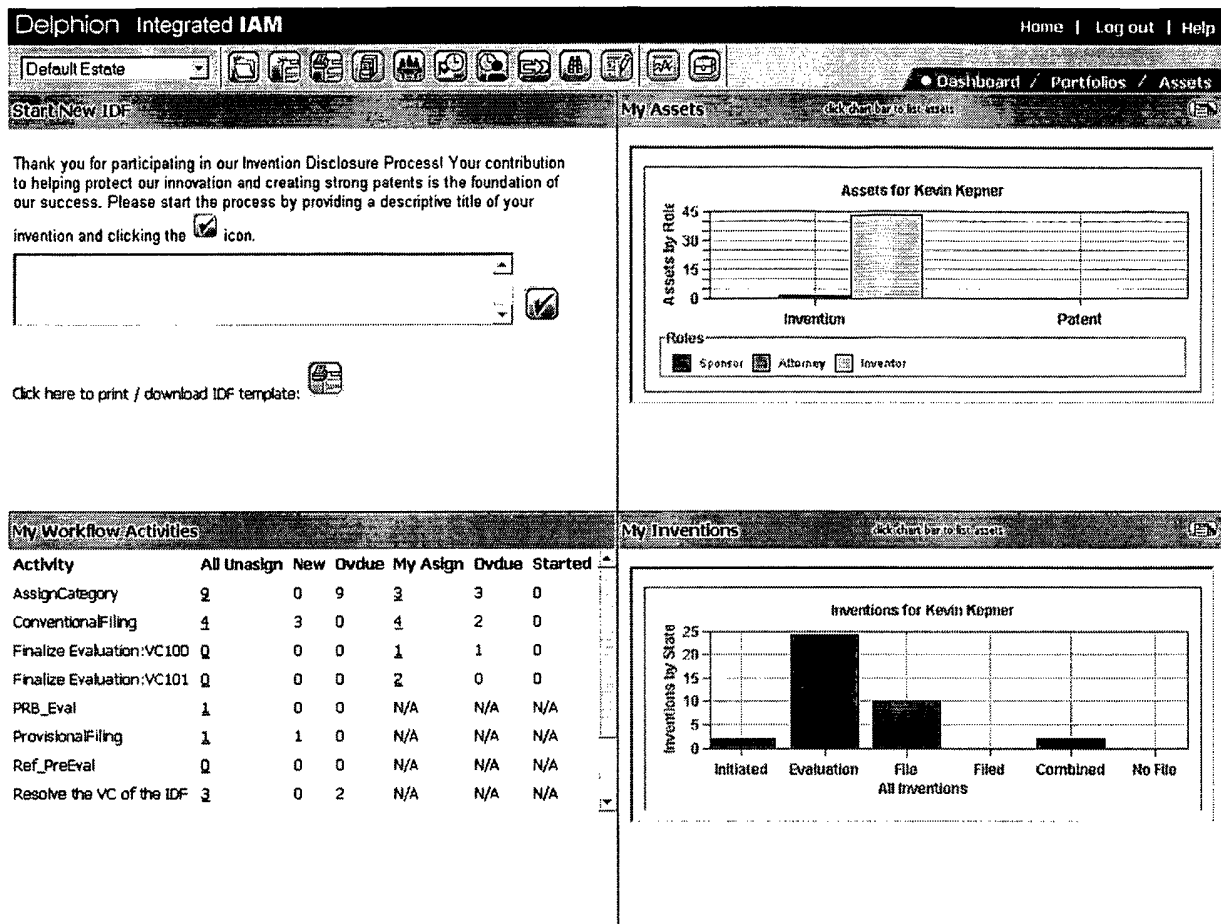 Delphion Integrated IAM
Home | Log out | Help
Default Estate
Dashboard / Portfolios / Assets
Start New IDF
Thank you for participating in our Invention Disclosure Process! Your contribution
to helping protect our innovation and creating strong patents is the foundation of
our success. Please start the process by providing a descriptive title of your
invention and clicking the icon.
Click here to print / download IDF template:
My Assets click chart bar to list assets
Assets for Kevin Kepner
Assets by Role
45
30
15
0
Invention Patent
Roles
Sponsor Attorney Inventor
My Workflow Activities
Activity All Unasign New Ovdue My Asign Ovdue Started
AssignCategory 9 0 9 3 3 0
ConventionalFiling 4 3 0 4 2 0
Finalize Evaluation:VC100 0 0 0 1 1 0
Finalize Evaluation:VC101 0 0 0 2 0 0
PRB_Eval 1 0 0 N/A N/A N/A
ProvisionalFiling 1 1 0 N/A N/A N/A
Ref_PreEval 0 0 0 N/A N/A N/A
Resolve the VC of the IDF 3 0 2 N/A N/A N/A
My Inventions click chart bar to list assets
Inventions for Kevin Kepner
Inventions by State
25
20
15
10
5
0
Initiated Evaluation File Filed Combined No File
All Inventions